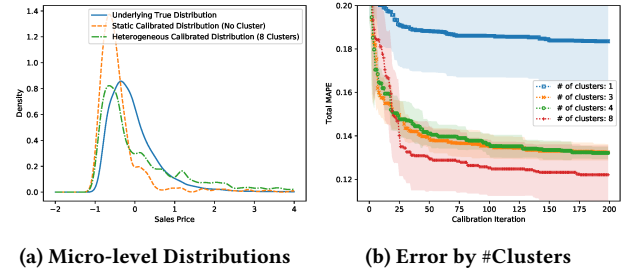 Underlying True Distribution
Static Calibrated Distribution (No Cluster)
Heterogeneous Calibrated Distribution (8 Clusters)
Density
1.4
1.2
1.0
0.8
0.6
0.4
0.2
0.0
−2
−1
0
1
2
3
4
Sales Price
(a) Micro-level Distributions
Total MAPE
0.20
0.18
0.16
0.14
0.12
# of clusters: 1
# of clusters: 3
# of clusters: 4
# of clusters: 8
0
25
50
75
100
125
150
175
200
Calibration Iteration
(b) Error by #Clusters